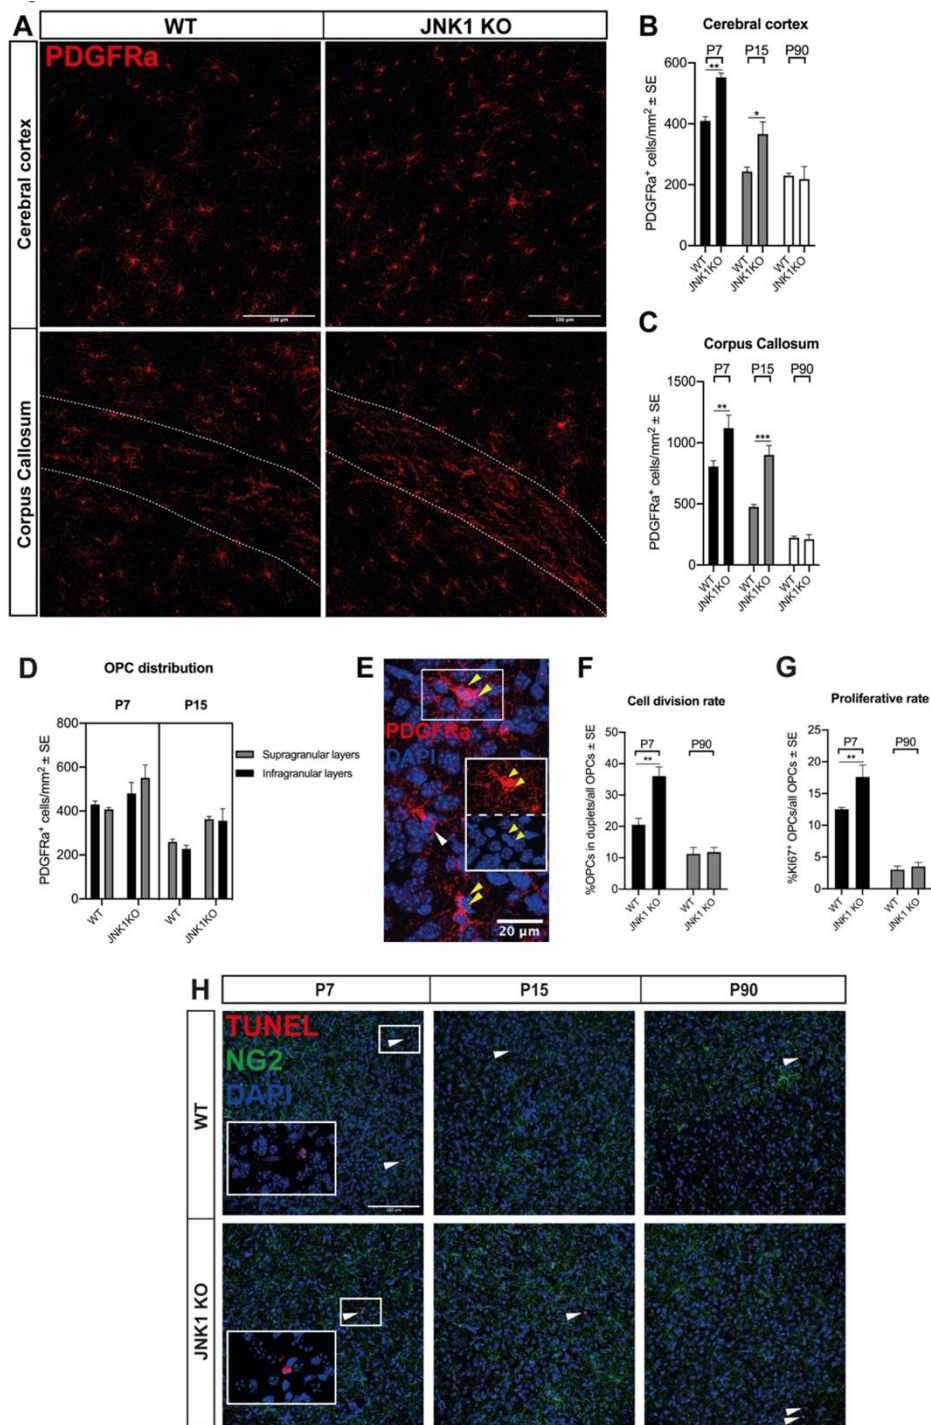 A
WT
JNK1 KO
PDGFRa
Cerebral cortex
100 µm
100 µm
Corpus Callosum
B
Cerebral cortex
P7
P15
P90
PDGFRa⁺ cells/mm² ± SE
600
400
200
0
**
*
WT
JNK1KO
WT
JNK1KO
WT
JNK1KO
C
Corpus Callosum
P7
P15
P90
PDGFRa⁺ cells/mm² ± SE
1500
1000
500
0
**
***
WT
JNK1KO
WT
JNK1KO
WT
JNK1KO
D
OPC distribution
P7
P15
PDGFRa⁺ cells/mm² ± SE
800
600
400
200
0
WT
JNK1KO
WT
JNK1KO
Supragranular layers
Infragranular layers
E
PDGFRa
DAPI
20 µm
F
Cell division rate
P7
P90
%OPCs in duplets/all OPCs ± SE
50
40
30
20
10
0
**
WT
JNK1 KO
WT
JNK1 KO
G
Proliferative rate
P7
P90
%KI67⁺ OPCs/all OPCs ± SE
25
20
15
10
5
0
**
WT
JNK1 KO
WT
JNK1 KO
H
P7
P15
P90
WT
TUNEL
NG2
DAPI
JNK1 KO